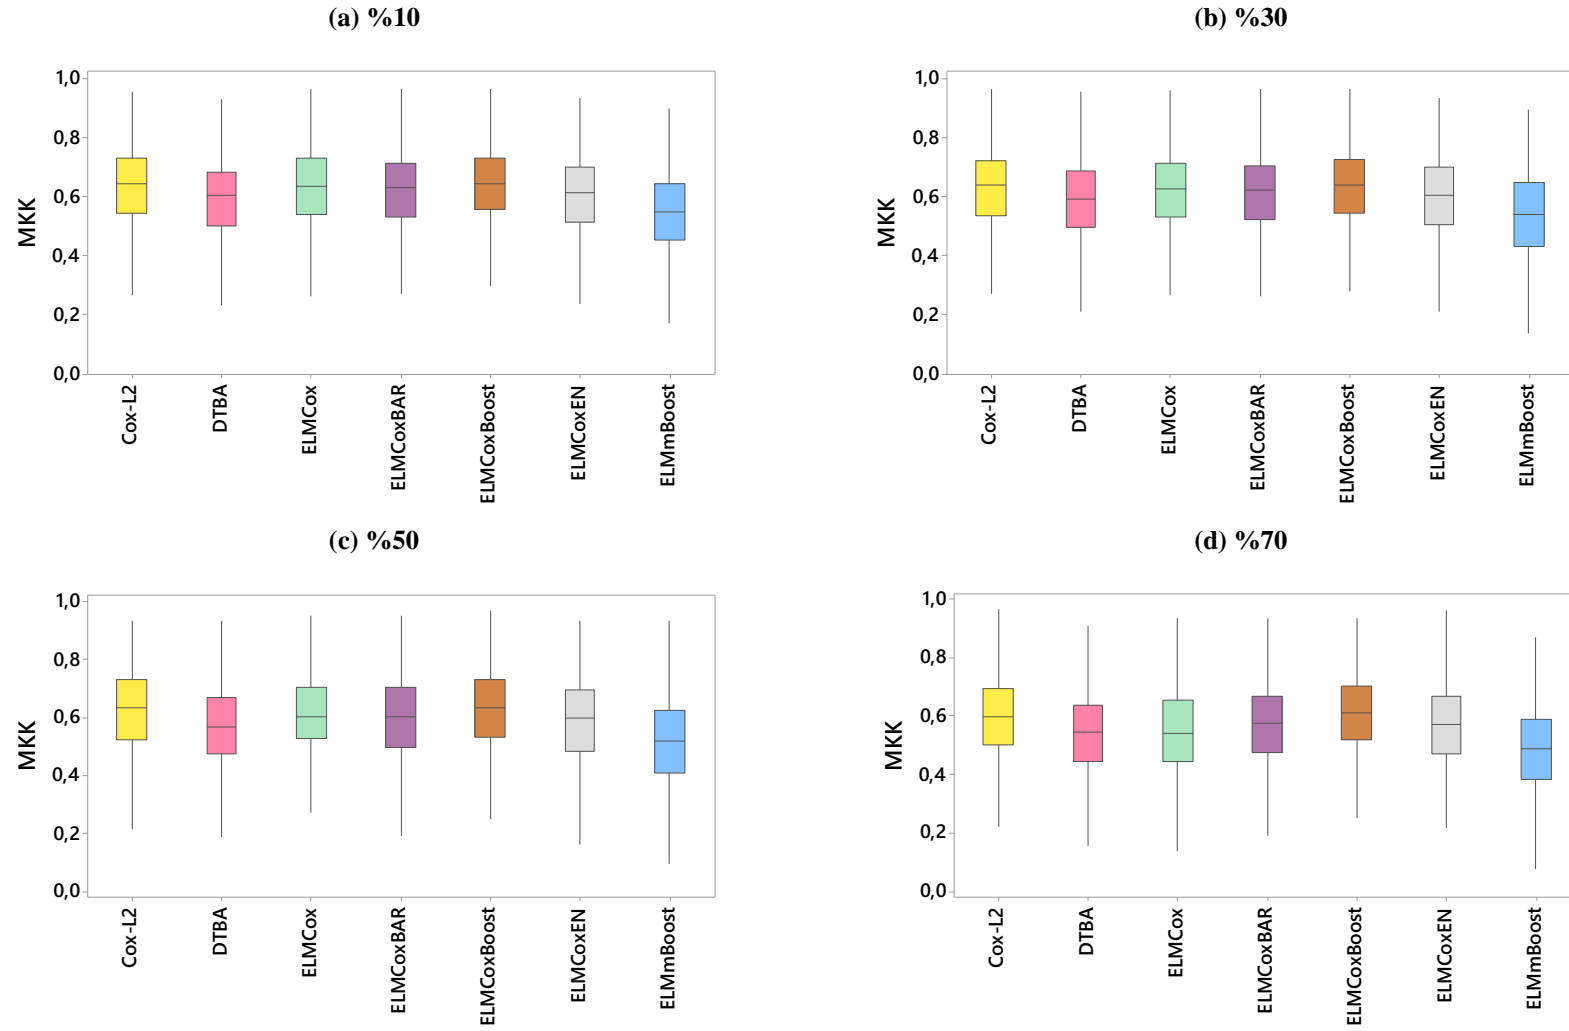 (a) %10
(b) %30
MKK
1,0
0,8
0,6
0,4
0,2
0,0
Cox-L2
DTBA
ELMCox
ELMCoxBAR
ELMCoxBoost
ELMCoxEN
ELMmBoost
MKK
1,0
0,8
0,6
0,4
0,2
0,0
Cox-L2
DTBA
ELMCox
ELMCoxBAR
ELMCoxBoost
ELMCoxEN
ELMmBoost
(c) %50
(d) %70
MKK
1,0
0,8
0,6
0,4
0,2
0,0
Cox-L2
DTBA
ELMCox
ELMCoxBAR
ELMCoxBoost
ELMCoxEN
ELMmBoost
MKK
1,0
0,8
0,6
0,4
0,2
0,0
Cox-L2
DTBA
ELMCox
ELMCoxBAR
ELMCoxBoost
ELMCoxEN
ELMmBoost